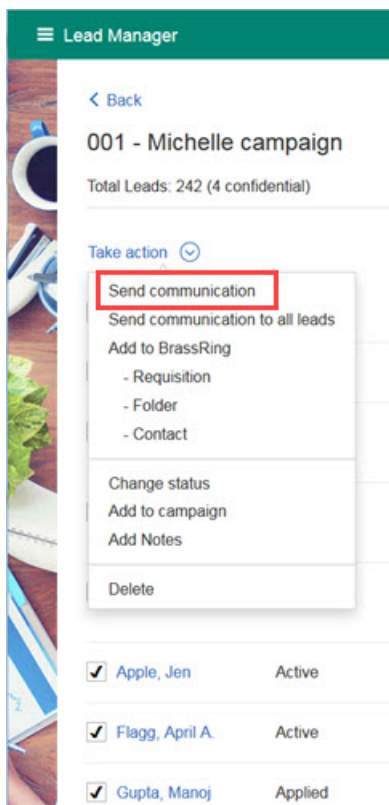 Lead Manager
Back
001 - Michelle campaign
Total Leads: 242 (4 confidential)
Take action
Send communication
Send communication to all leads
Add to BrassRing
- Requisition
- Folder
- Contact
Change status
Add to campaign
Add Notes
Delete
Apple, Jen Active
Flagg, April A. Active
Gupta, Manoj Applied